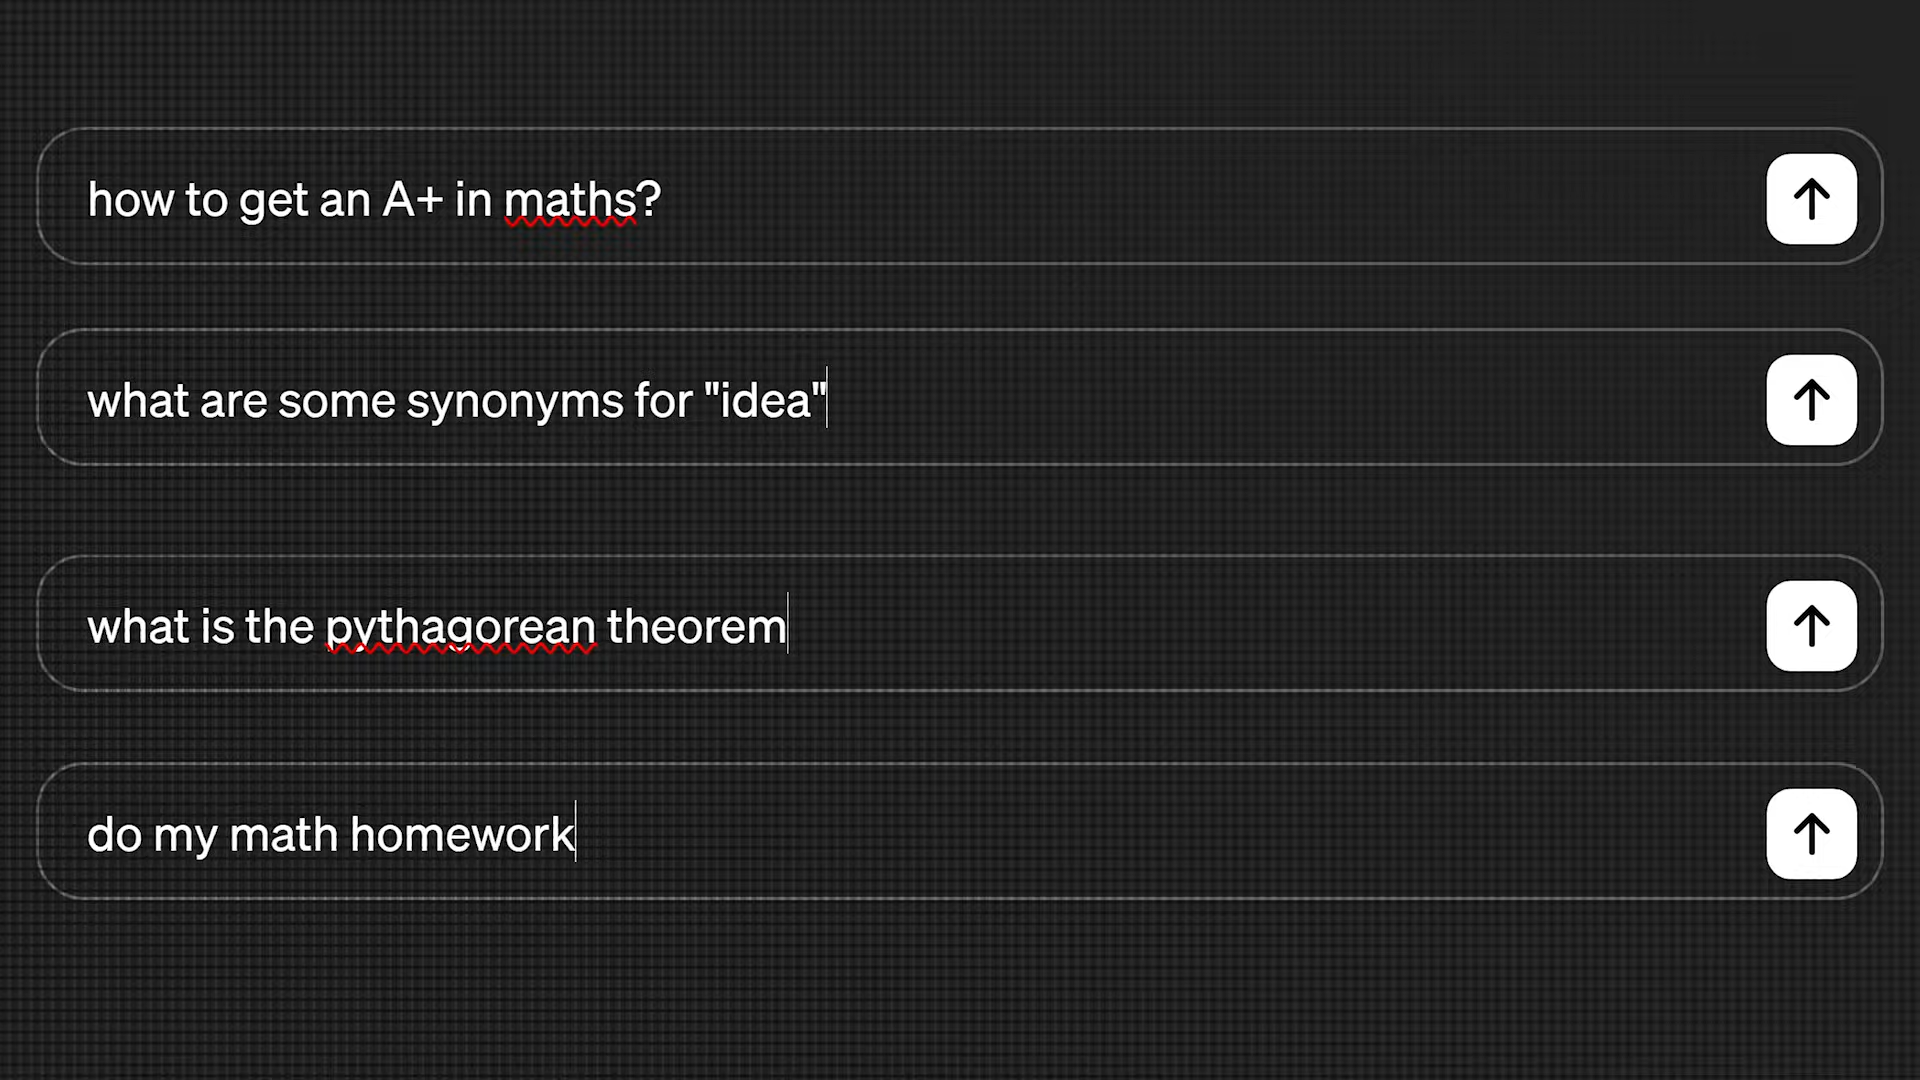 how to get an A+ in maths?
what are some synonyms for "idea"
what is the pythagorean theorem
do my math homework